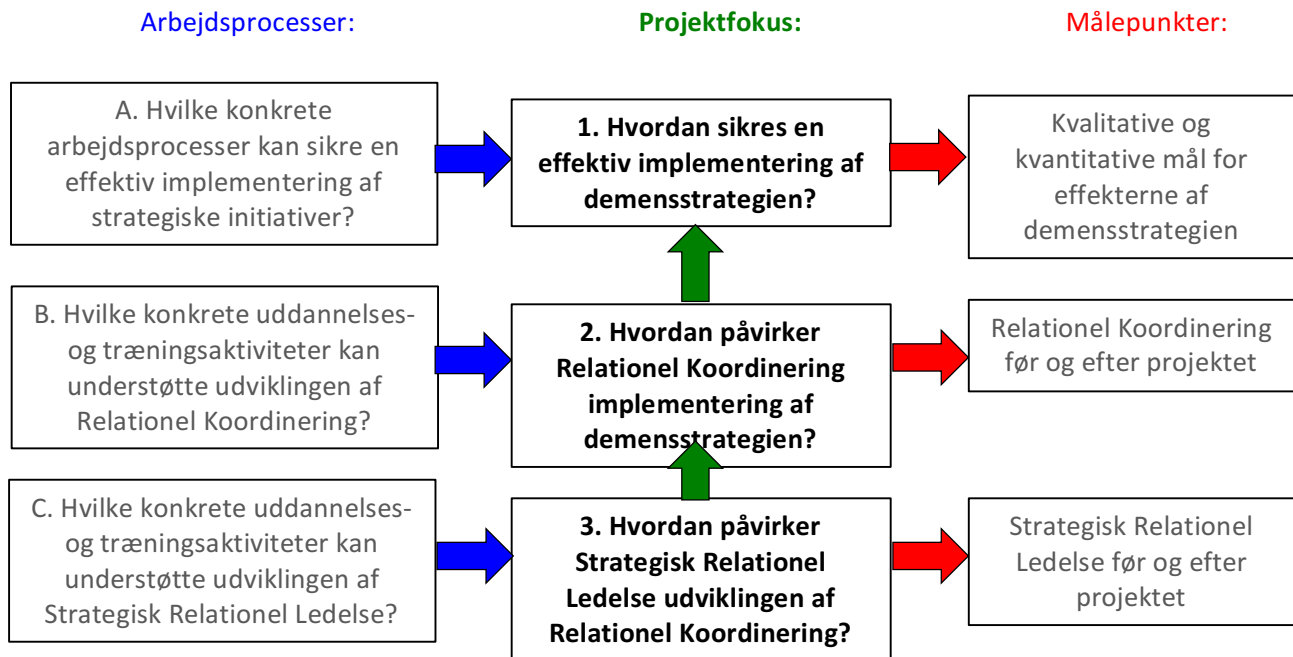 Arbejdsprocesser:
Projektfokus:
Målepunkter:
A. Hvilke konkrete
arbejdsprocesser kan sikre en
effektiv implementering af
strategiske initiativer?
1. Hvordan sikres en
effektiv implementering af
demensstrategien?
Kvalitative og
kvantitative mål for
effekterne af
demensstrategien
B. Hvilke konkrete uddannelses-
og træningsaktiviteter kan
understøtte udviklingen af
Relationel Koordinering?
2. Hvordan påvirker
Relationel Koordinering
implementering af
demensstrategien?
Relationel Koordinering
før og efter projektet
C. Hvilke konkrete uddannelses-
og træningsaktiviteter kan
understøtte udviklingen af
Strategisk Relationel Ledelse?
3. Hvordan påvirker
Strategisk Relationel
Ledelse udviklingen af
Relationel Koordinering?
Strategisk Relationel
Ledelse før og efter
projektet